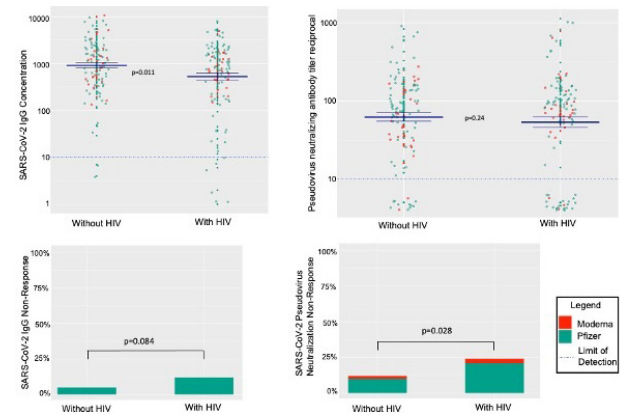 SARS-CoV-2 IgG Concentration
10000
1000
100
10
1
p=0.011
Without HIV
With HIV
Pseudovirus neutralizing antibody titer reciprocal
1000
100
10
p=0.24
Without HIV
With HIV
SARS-CoV-2 IgG Non-Response
100%
75%
50%
25%
0%
p=0.084
Without HIV
With HIV
SARS-CoV-2 Pseudovirus
Neutralization Non-Response
100%
75%
50%
25%
0%
p=0.028
Without HIV
With HIV
Legend
Moderna
Pfizer
Limit of
Detection